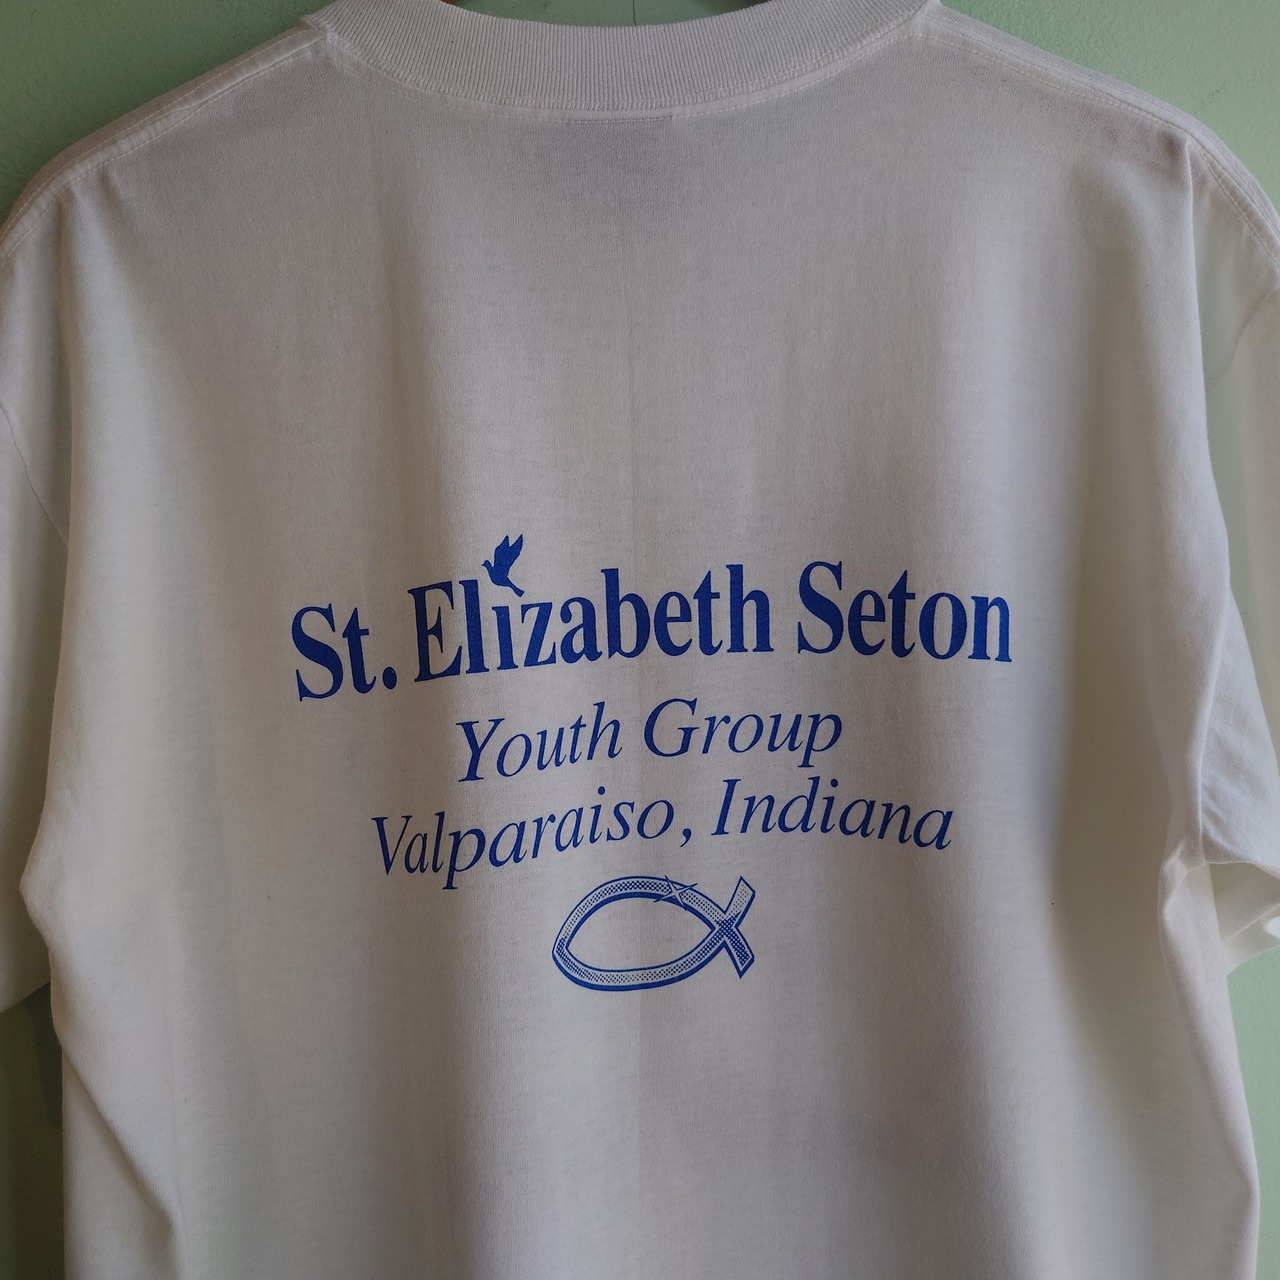 St. Elizabeth Seton
Youth Group
Valparaiso, Indiana